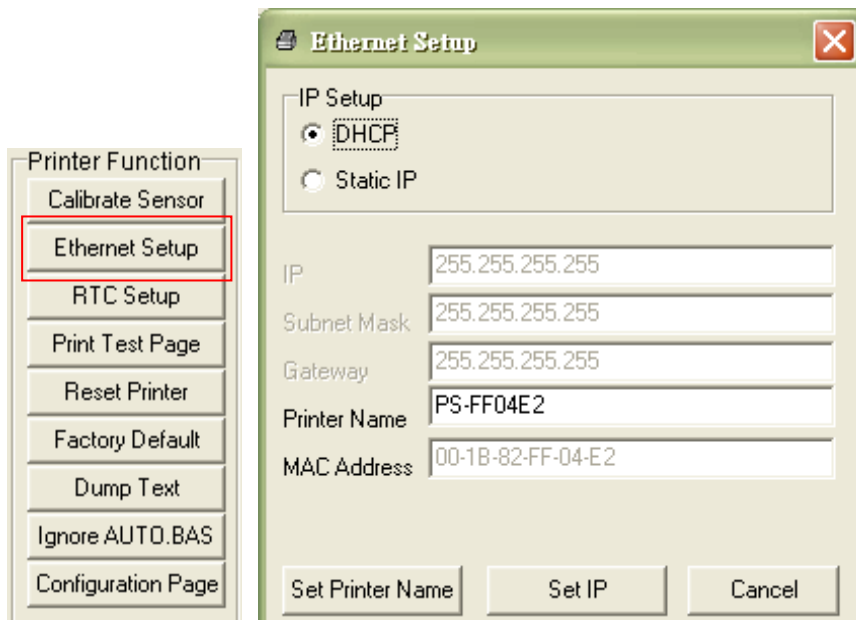 Printer Function
Calibrate Sensor
Ethernet Setup
RTC Setup
Print Test Page
Reset Printer
Factory Default
Dump Text
Ignore AUTO.BAS
Configuration Page
Ethernet Setup
IP Setup
DHCP
Static IP
IP 255.255.255.255
Subnet Mask 255.255.255.255
Gateway 255.255.255.255
Printer Name PS-FF04E2
MAC Address 00-1B-82-FF-04-E2
Set Printer Name Set IP Cancel